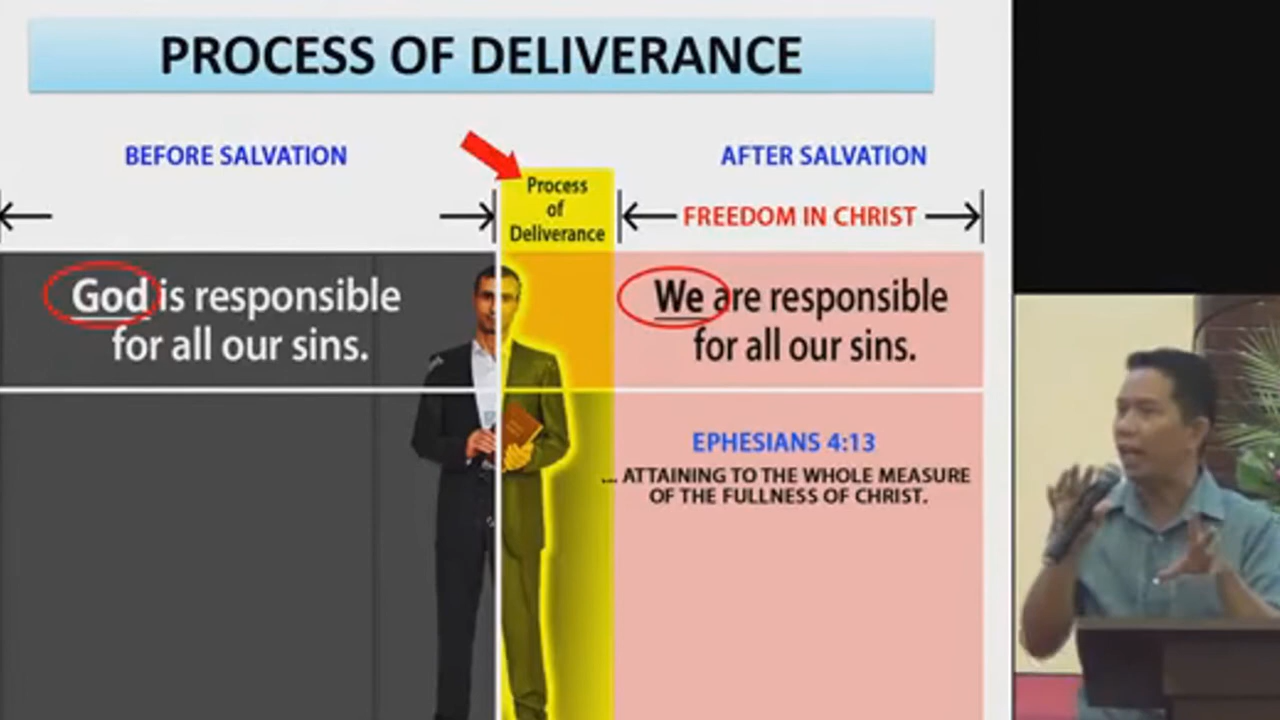 PROCESS OF DELIVERANCE
BEFORE SALVATION
AFTER SALVATION
Process
of
Deliverance
FREEDOM IN CHRIST
God is responsible
for all our sins.
We are responsible
for all our sins.
EPHESIANS 4:13
... ATTAINING TO THE WHOLE MEASURE
OF THE FULLNESS OF CHRIST.